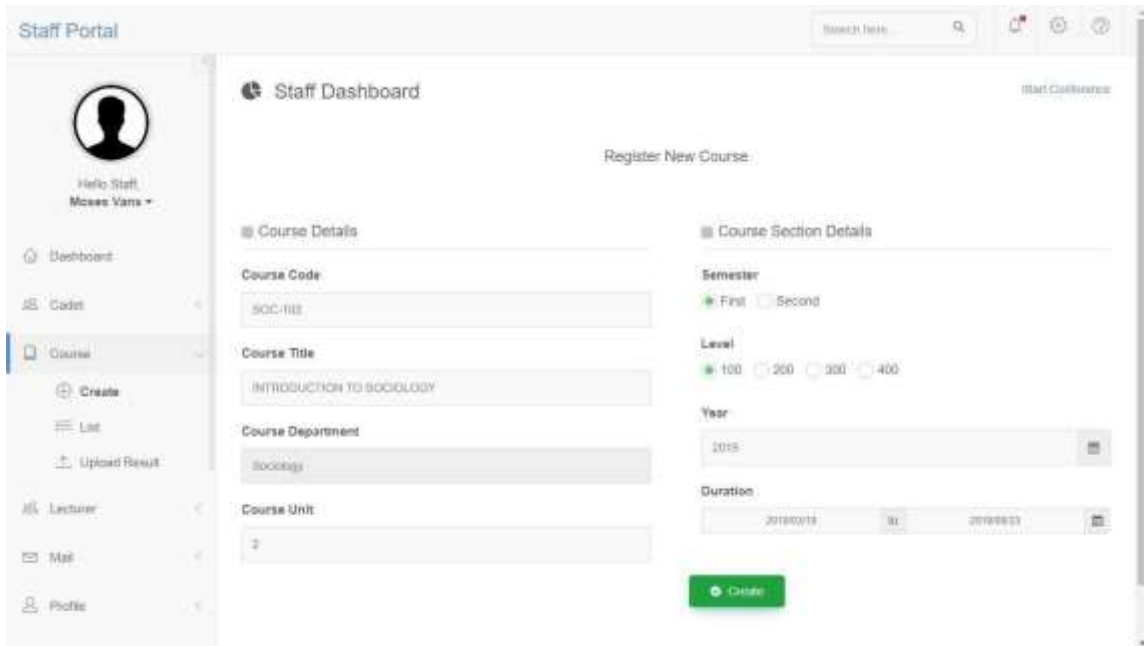 Staff Portal
Search here...
Staff Dashboard
Start Conference
Hello Staff,
Moses Vans
Register New Course
Dashboard
Cadet
Course
Create
List
Upload Result
Lecturer
Mail
Profile
Course Details
Course Code
Course Title
INTRODUCTION TO SOCIOLOGY
Course Department
Sociology
Course Unit
2
Course Section Details
Semester
First Second
Level
100 200 300 400
Year
2019
Duration
to
Create